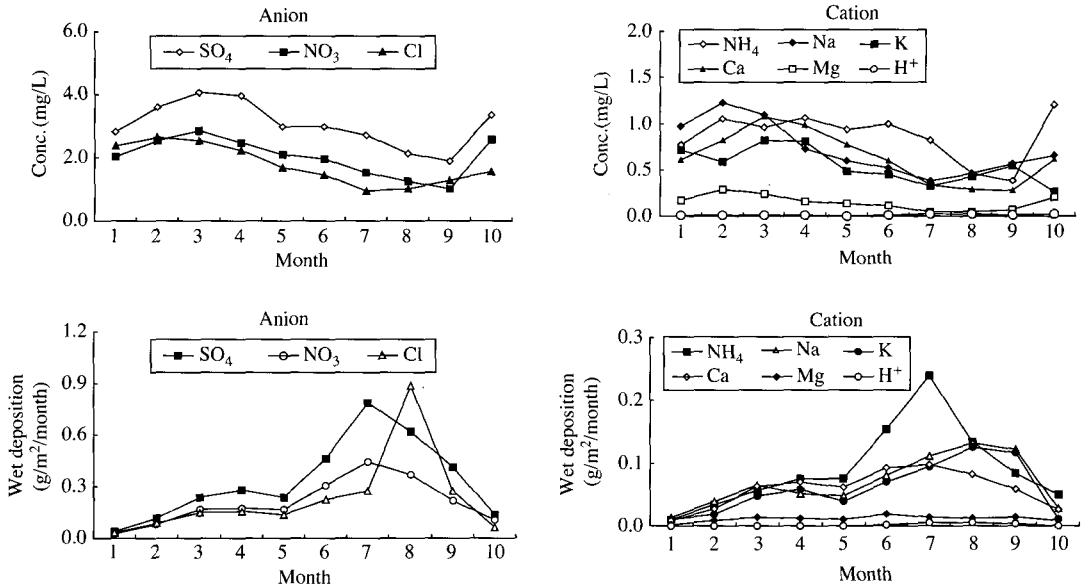 Anion
SO4 NO3 Cl
Conc.(mg/L)
6.0
4.0
2.0
0.0
1 2 3 4 5 6 7 8 9 10
Month
Cation
NH4 Na K
Ca Mg H+
Conc.(mg/L)
2.0
1.5
1.0
0.5
0.0
1 2 3 4 5 6 7 8 9 10
Month
Anion
SO4 NO3 Cl
Wet deposition
(g/m²/month)
1.2
0.9
0.6
0.3
0.0
1 2 3 4 5 6 7 8 9 10
Month
Cation
NH4 Na K
Ca Mg H+
Wet deposition
(g/m²/month)
0.3
0.2
0.1
0.0
1 2 3 4 5 6 7 8 9 10
Month